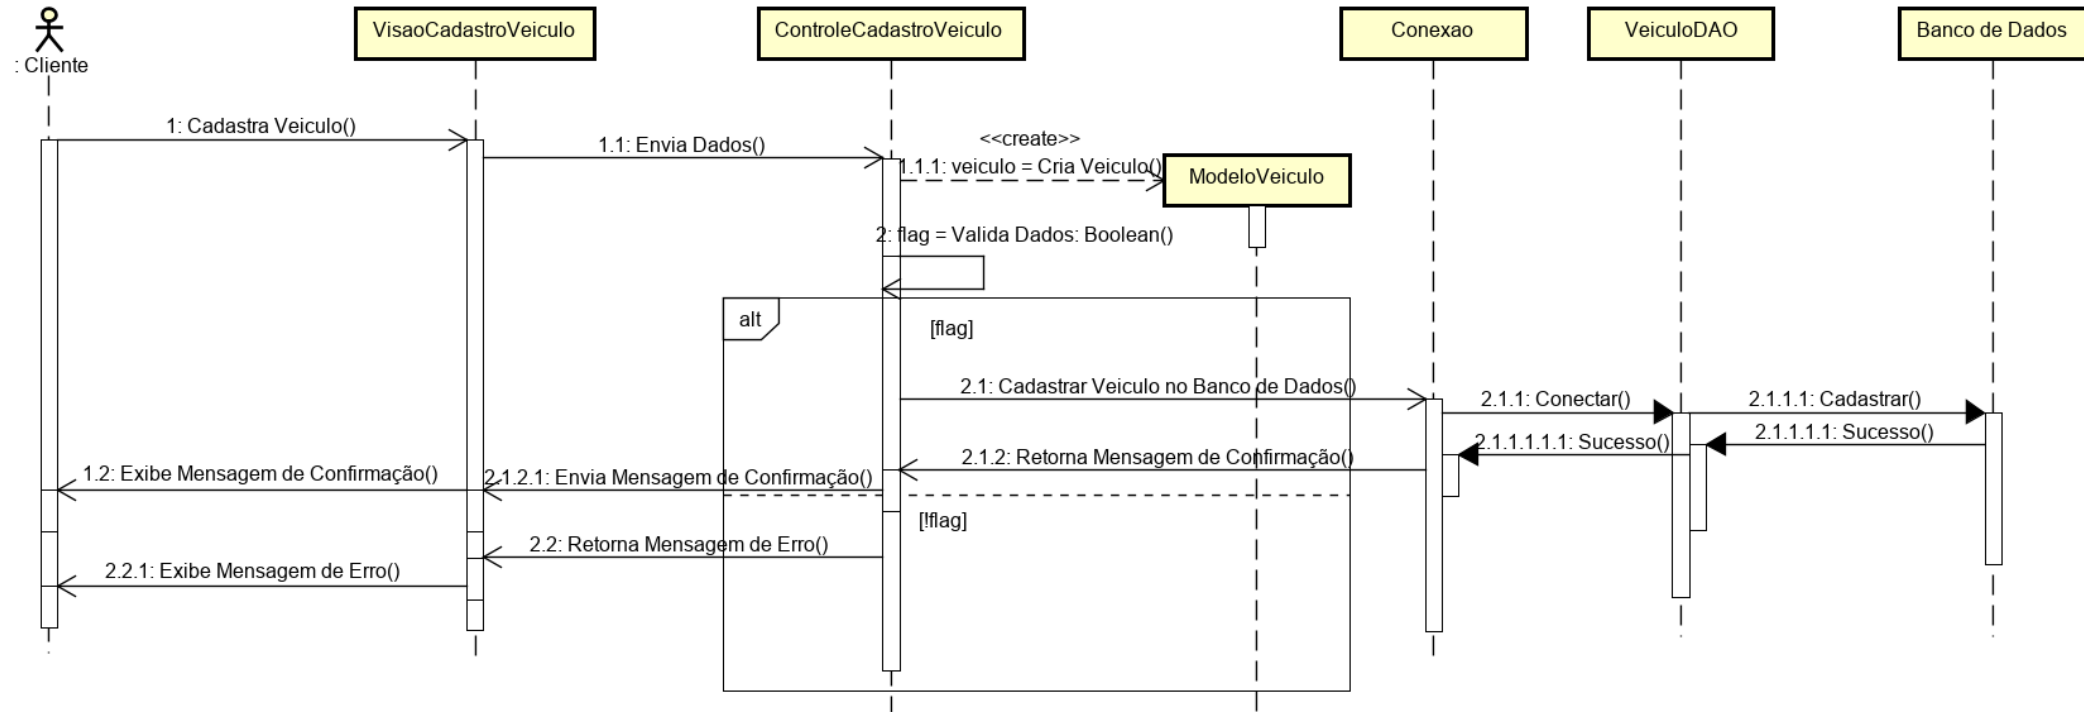 : Cliente
VisaoCadastroVeiculo
ControleCadastroVeiculo
Conexao
VeiculoDAO
Banco de Dados
1: Cadastra Veiculo()
1.1: Envia Dados()
<<create>>
1.1.1: veiculo = Cria Veiculo()
ModeloVeiculo
2: flag = Valida Dados: Boolean()
alt
[flag]
2.1: Cadastrar Veiculo no Banco de Dados()
2.1.1: Conectar()
2.1.1.1: Cadastrar()
2.1.1.1.1: Sucesso()
2.1.1.1.1.1: Sucesso()
2.1.2: Retorna Mensagem de Confirmação()
2.1.2.1: Envia Mensagem de Confirmação()
1.2: Exibe Mensagem de Confirmação()
[!flag]
2.2: Retorna Mensagem de Erro()
2.2.1: Exibe Mensagem de Erro()